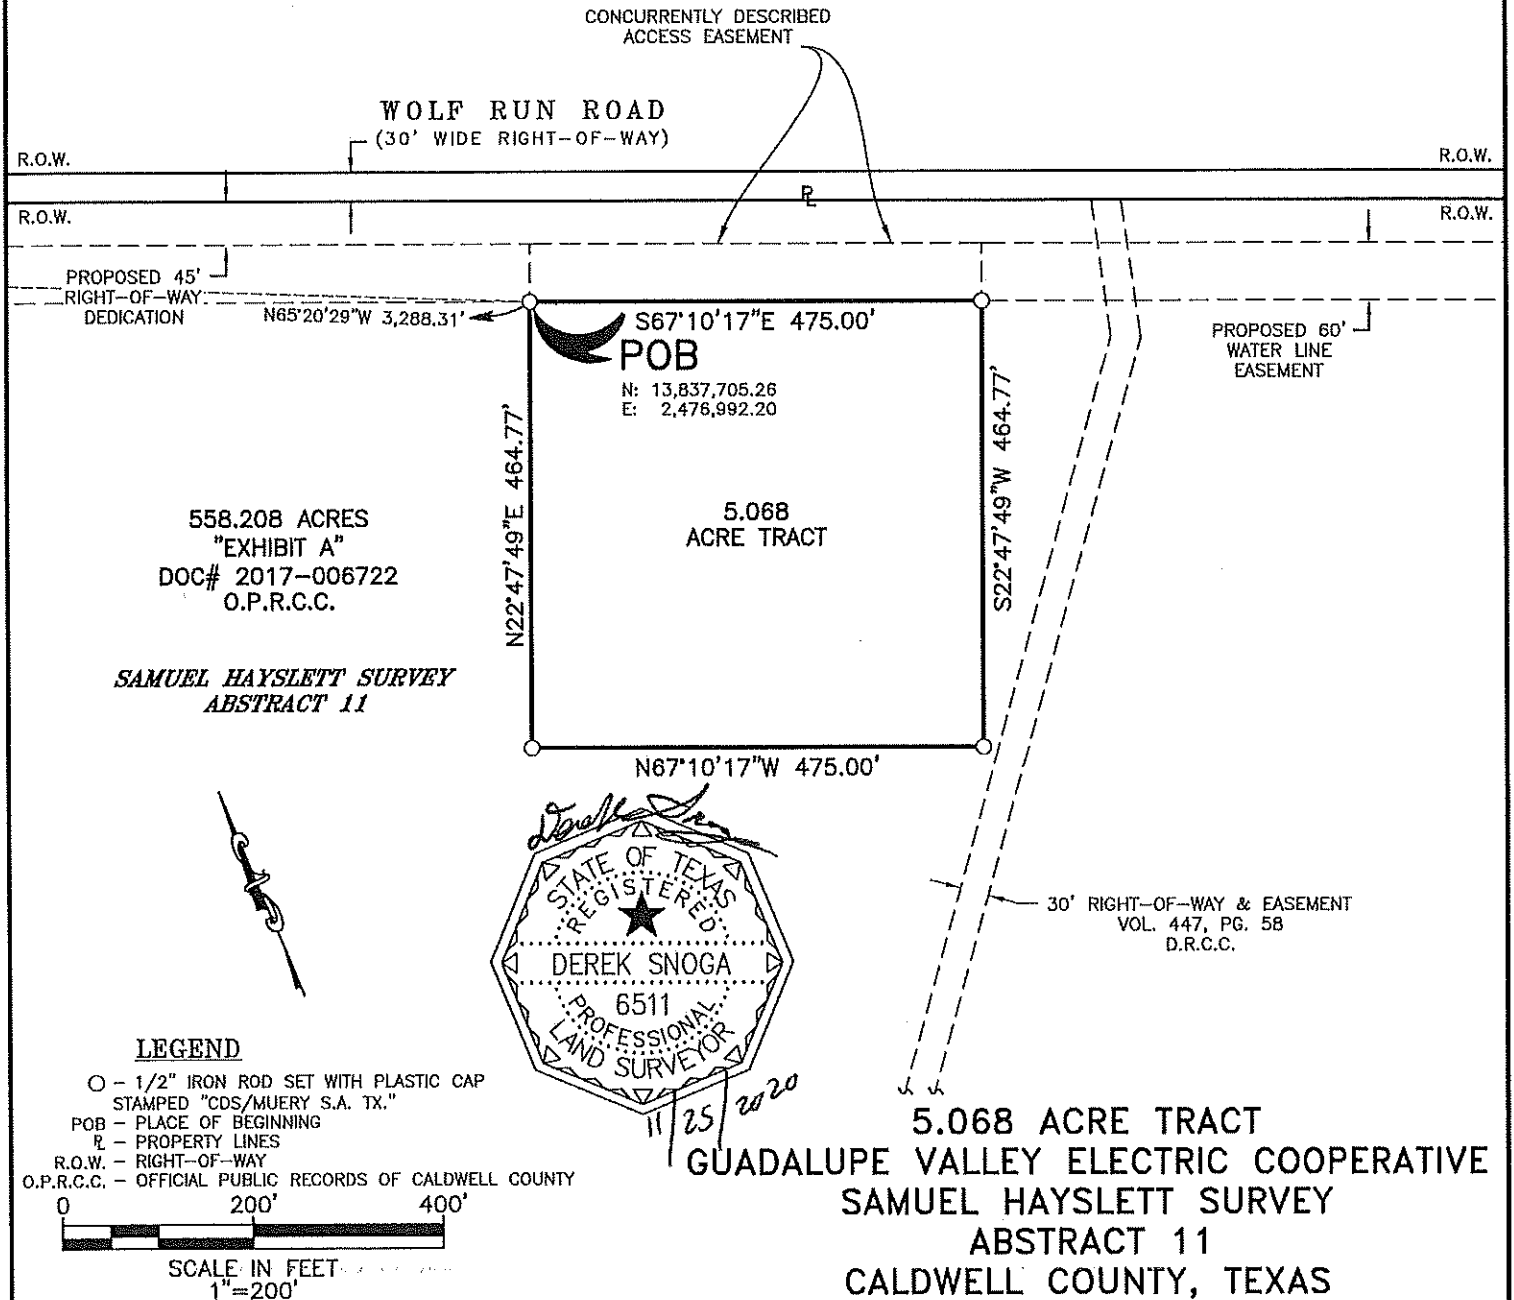 CONCURRENTLY DESCRIBED
ACCESS EASEMENT
WOLF RUN ROAD
(30' WIDE RIGHT-OF-WAY)
R.O.W.
R.O.W.
PL
R.O.W.
R.O.W.
PROPOSED 45'
RIGHT-OF-WAY
DEDICATION
N65°20'29"W 3,288.31'
S67°10'17"E 475.00'
POB
N: 13,837,705.26
E: 2,476,992.20
PROPOSED 60'
WATER LINE
EASEMENT
N22°47'49"E 464.77'
S22°47'49"W 464.77'
558.208 ACRES
"EXHIBIT A"
DOC# 2017-006722
O.P.R.C.C.
5.068
ACRE TRACT
SAMUEL HAYSLETT SURVEY
ABSTRACT 11
N67°10'17"W 475.00'
STATE OF TEXAS
REGISTERED
DEREK SNOGA
6511
PROFESSIONAL
LAND SURVEYOR
11 25 2020
30' RIGHT-OF-WAY & EASEMENT
VOL. 447, PG. 58
D.R.C.C.
LEGEND
O - 1/2" IRON ROD SET WITH PLASTIC CAP
STAMPED "CDS/MUERY S.A. TX."
POB - PLACE OF BEGINNING
PL - PROPERTY LINES
R.O.W. - RIGHT-OF-WAY
O.P.R.C.C. - OFFICIAL PUBLIC RECORDS OF CALDWELL COUNTY
0 200' 400'
SCALE IN FEET
1"=200'
5.068 ACRE TRACT
GUADALUPE VALLEY ELECTRIC COOPERATIVE
SAMUEL HAYSLETT SURVEY
ABSTRACT 11
CALDWELL COUNTY, TEXAS